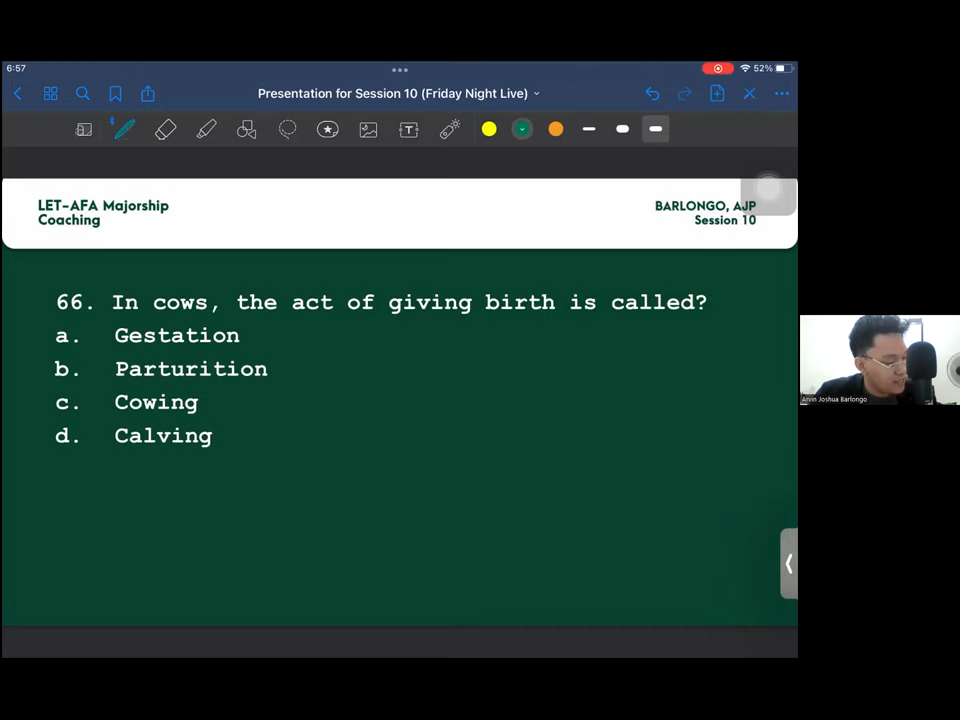 6:57
52%
Presentation for Session 10 (Friday Night Live)
LET-AFA Majorship
Coaching
BARLONGO, AJP
Session 10
66. In cows, the act of giving birth is called?
a. Gestation
b. Parturition
c. Cowing
d. Calving
Arvin Joshua Barlongo